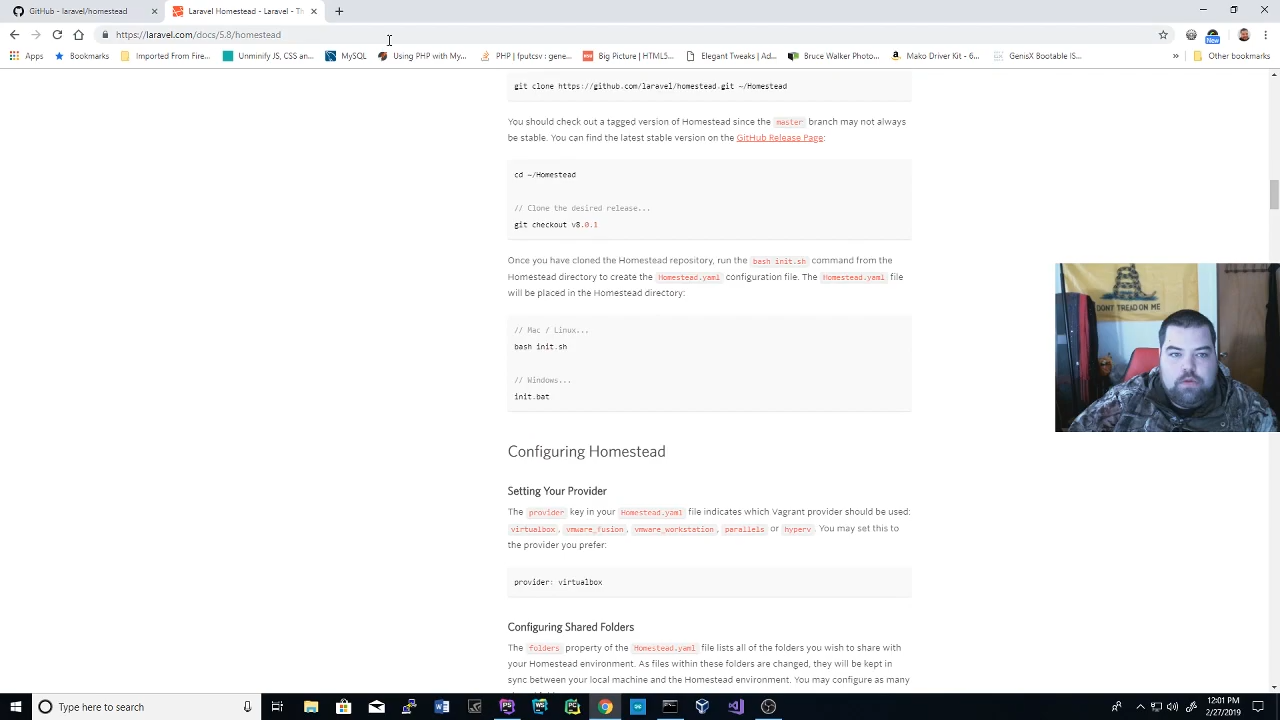 GitHub - laravel/homestead
Laravel Homestead - Laravel - Th
https://laravel.com/docs/5.8/homestead
New
Apps
Bookmarks
Imported From Fire...
Unminify JS, CSS an...
MySQL
Using PHP with My...
PHP | fputcsv : gene...
Big Picture | HTML5...
Elegant Tweaks | Ad...
Bruce Walker Photo...
Mako Driver Kit - 6/...
GenisX Bootable IS...
»
Other bookmarks
git clone https://github.com/laravel/homestead.git ~/Homestead
You should check out a tagged version of Homestead since the master branch may not always
be stable. You can find the latest stable version on the GitHub Release Page:
cd ~/Homestead
// Clone the desired release...
git checkout v8.0.1
Once you have cloned the Homestead repository, run the bash init.sh command from the
Homestead directory to create the Homestead.yaml configuration file. The Homestead.yaml file
will be placed in the Homestead directory:
// Mac / Linux...
bash init.sh
// Windows...
init.bat
DONT TREAD ON ME
Configuring Homestead
Setting Your Provider
The provider key in your Homestead.yaml file indicates which Vagrant provider should be used:
virtualbox, vmware_fusion, vmware_workstation, parallels or hyperv. You may set this to
the provider you prefer:
provider: virtualbox
Configuring Shared Folders
The folders property of the Homestead.yaml file lists all of the folders you wish to share with
your Homestead environment. As files within these folders are changed, they will be kept in
sync between your local machine and the Homestead environment. You may configure as many
Type here to search
PS
WS
PC
12:01 PM
2/27/2019